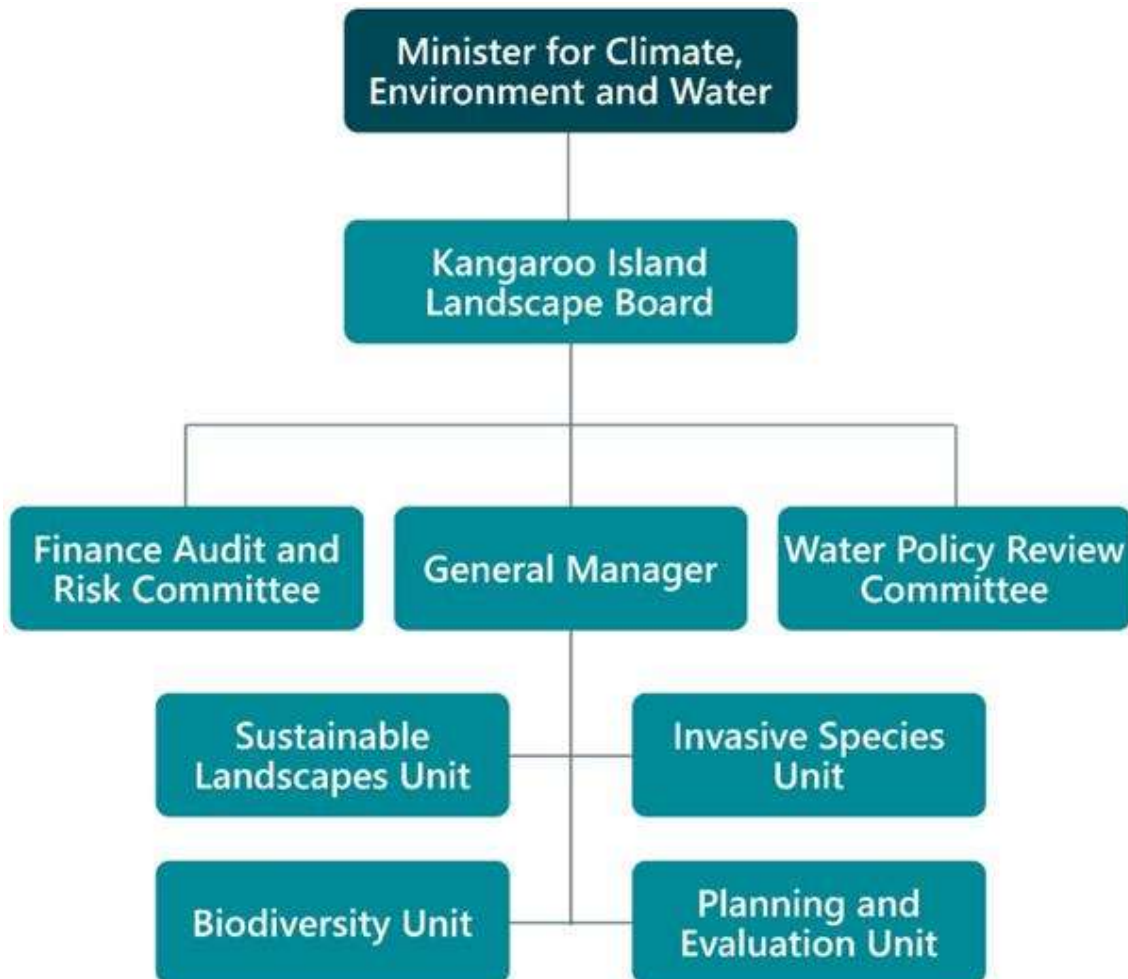 Minister for Climate,
Environment and Water
Kangaroo Island
Landscape Board
Finance Audit and
Risk Committee
General Manager
Water Policy Review
Committee
Sustainable
Landscapes Unit
Invasive Species
Unit
Biodiversity Unit
Planning and
Evaluation Unit